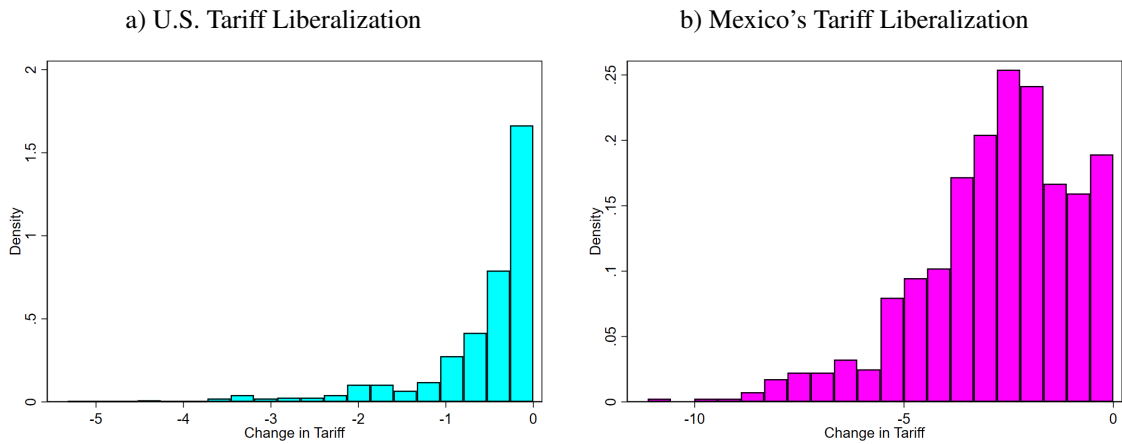 a) U.S. Tariff Liberalization
2
1.5
1
.5
0
Density
-5 -4 -3 -2 -1 0
Change in Tariff
b) Mexico’s Tariff Liberalization
.25
.2
.15
.1
.05
0
Density
-10 -5 0
Change in Tariff